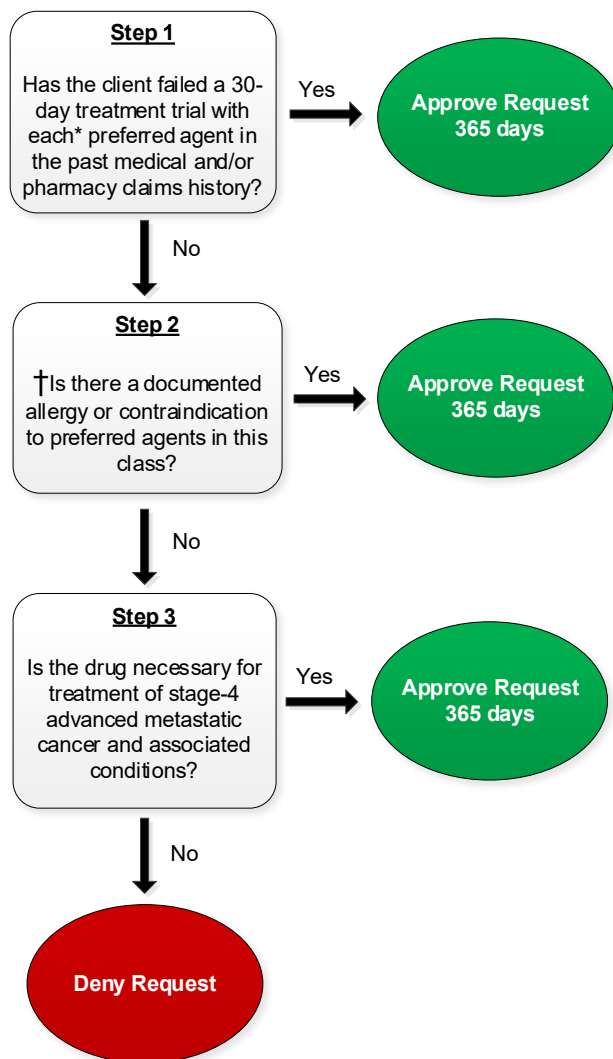 Step 1
Has the client failed a 30-
day treatment trial with
each* preferred agent in
the past medical and/or
pharmacy claims history?
Yes
Approve Request
365 days
No
Step 2
†Is there a documented
allergy or contraindication
to preferred agents in this
class?
Yes
Approve Request
365 days
No
Step 3
Is the drug necessary for
treatment of stage-4
advanced metastatic
cancer and associated
conditions?
Yes
Approve Request
365 days
No
Deny Request